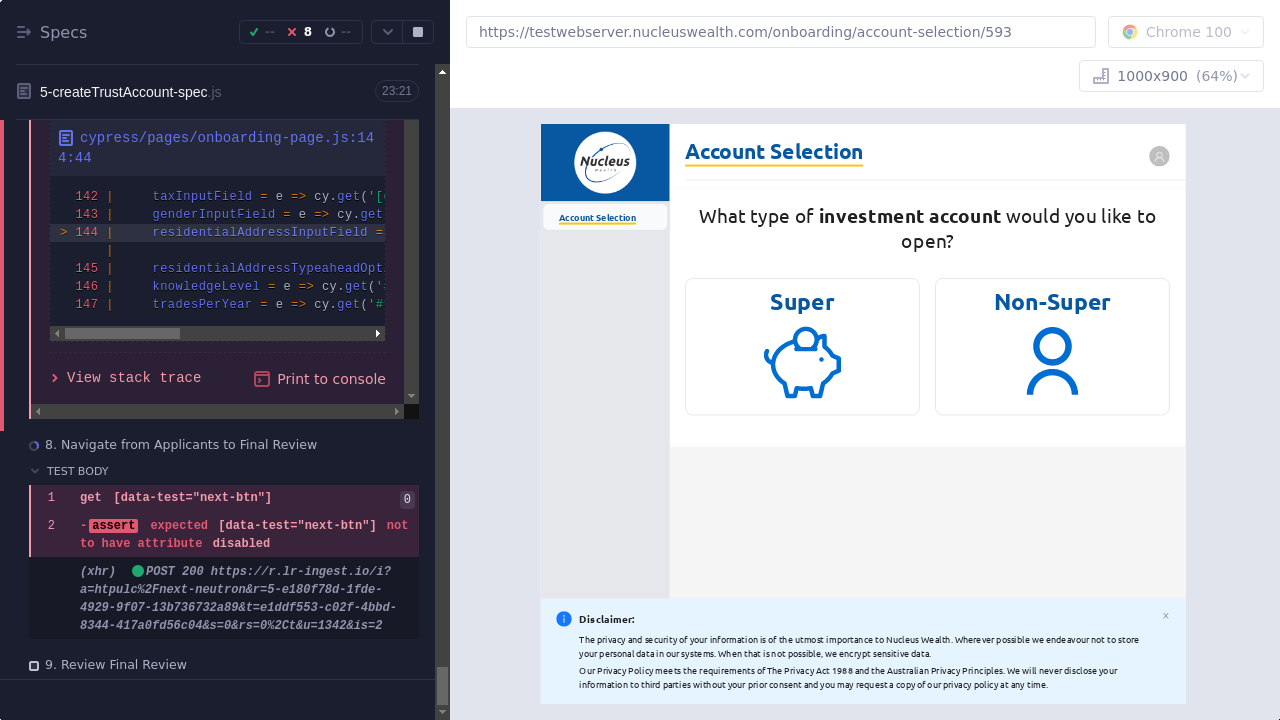 Specs
--
8
--
5-createTrustAccount-spec.js
23:21
cypress/pages/onboarding-page.js:14
4:44
142 | taxInputField = e => cy.get('[
143 | genderInputField = e => cy.get
> 144 | residentialAddressInputField =
|
145 | residentialAddressTypeaheadOpt
146 | knowledgeLevel = e => cy.get('
147 | tradesPerYear = e => cy.get('#
View stack trace
Print to console
8. Navigate from Applicants to Final Review
TEST BODY
1 get [data-test="next-btn"] 0
2 -assert expected [data-test="next-btn"] not
to have attribute disabled
(xhr) POST 200 https://r.lr-ingest.io/i?
a=htpulc%2Fnext-neutron&r=5-e180f78d-1fde-
4929-9f07-13b736732a89&t=e1ddf553-c02f-4bbd-
8344-417a0fd56c04&s=0&rs=0%2Ct&u=1342&is=2
9. Review Final Review
https://testwebserver.nucleuswealth.com/onboarding/account-selection/593
Chrome 100
1000x900 (64%)
Nucleus
Wealth
Account Selection
Account Selection
What type of investment account would you like to
open?
Super
Non-Super
Disclaimer:
×
The privacy and security of your information is of the utmost importance to Nucleus Wealth. Wherever possible we endeavour not to store
your personal data in our systems. When that is not possible, we encrypt sensitive data.
Our Privacy Policy meets the requirements of The Privacy Act 1988 and the Australian Privacy Principles. We will never disclose your
information to third parties without your prior consent and you may request a copy of our privacy policy at any time.